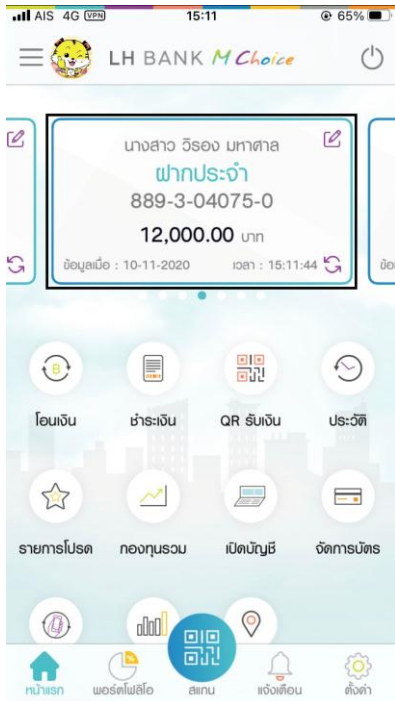 AIS 4G VPN 15:11 65%
LH BANK M Choice
นางสาว วิรอง มหาศาล
ฝากประจำ
889-3-04075-0
12,000.00 บาท
ข้อมูลเมื่อ : 10-11-2020 เวลา : 15:11:44
ข้อ
โอนเงิน ชำระเงิน QR รับเงิน ประวัติ
รายการโปรด กองทุนรวม เปิดบัญชี จัดการบัตร
หน้าแรก พอร์ตโฟลิโอ สแกน แจ้งเตือน ตั้งค่า